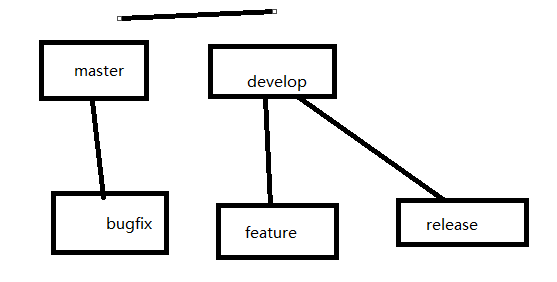 master
develop
bugfix
feature
release